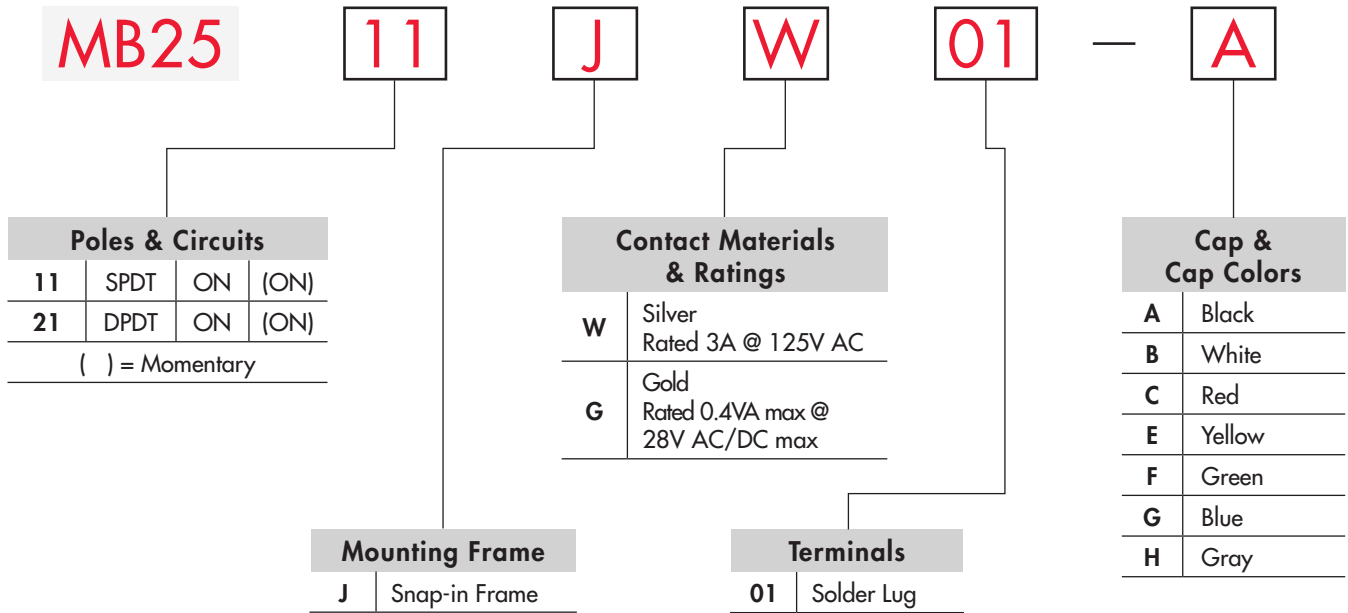 MB25 11 J W 01 — A
Poles & Circuits
11 SPDT ON (ON)
21 DPDT ON (ON)
( ) = Momentary
Contact Materials
& Ratings
W Silver
Rated 3A @ 125V AC
G Gold
Rated 0.4VA max @
28V AC/DC max
Cap &
Cap Colors
A Black
B White
C Red
E Yellow
F Green
G Blue
H Gray
Mounting Frame
J Snap-in Frame
Terminals
01 Solder Lug